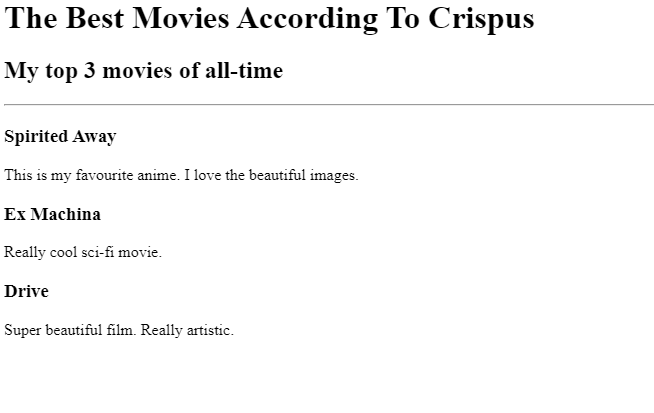 The Best Movies According To Crispus
My top 3 movies of all-time
Spirited Away
This is my favourite anime. I love the beautiful images.
Ex Machina
Really cool sci-fi movie.
Drive
Super beautiful film. Really artistic.